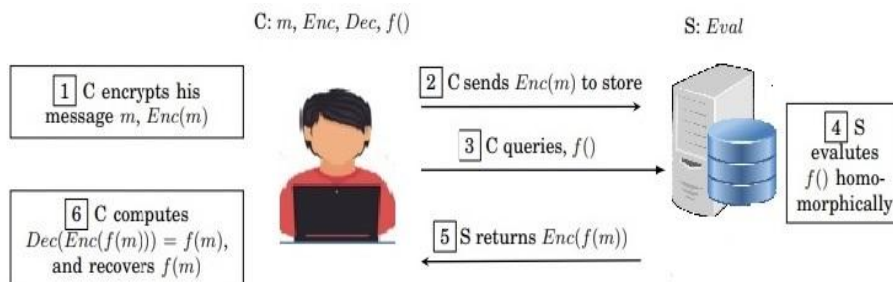 C: m, Enc, Dec, f()
S: Eval
1 C encrypts his
message m, Enc(m)
2 C sends Enc(m) to store
3 C queries, f()
4 S
evalutes
f() homo-
morphically
5 S returns Enc(f(m))
6 C computes
Dec(Enc(f(m))) = f(m),
and recovers f(m)